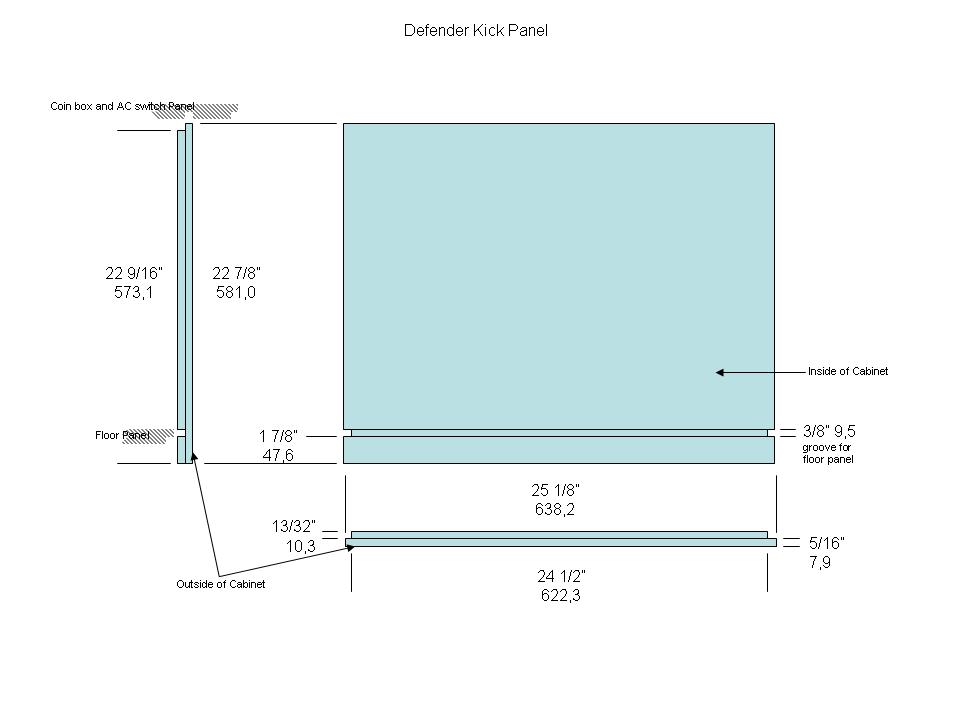 Defender Kick Panel
Coin box and AC switch Panel
22 9/16"
573,1
22 7/8"
581,0
Inside of Cabinet
Floor Panel
1 7/8"
47,6
3/8" 9,5
groove for
floor panel
25 1/8"
638,2
13/32"
10,3
5/16"
7,9
Outside of Cabinet
24 1/2"
622,3